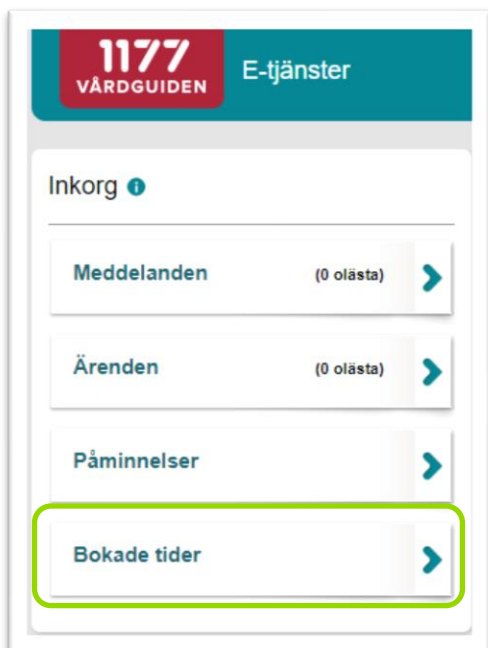 1177
VÅRDGUIDEN
E-tjänster
Inkorg
Meddelanden (0 olästa)
Ärenden (0 olästa)
Påminnelser
Bokade tider